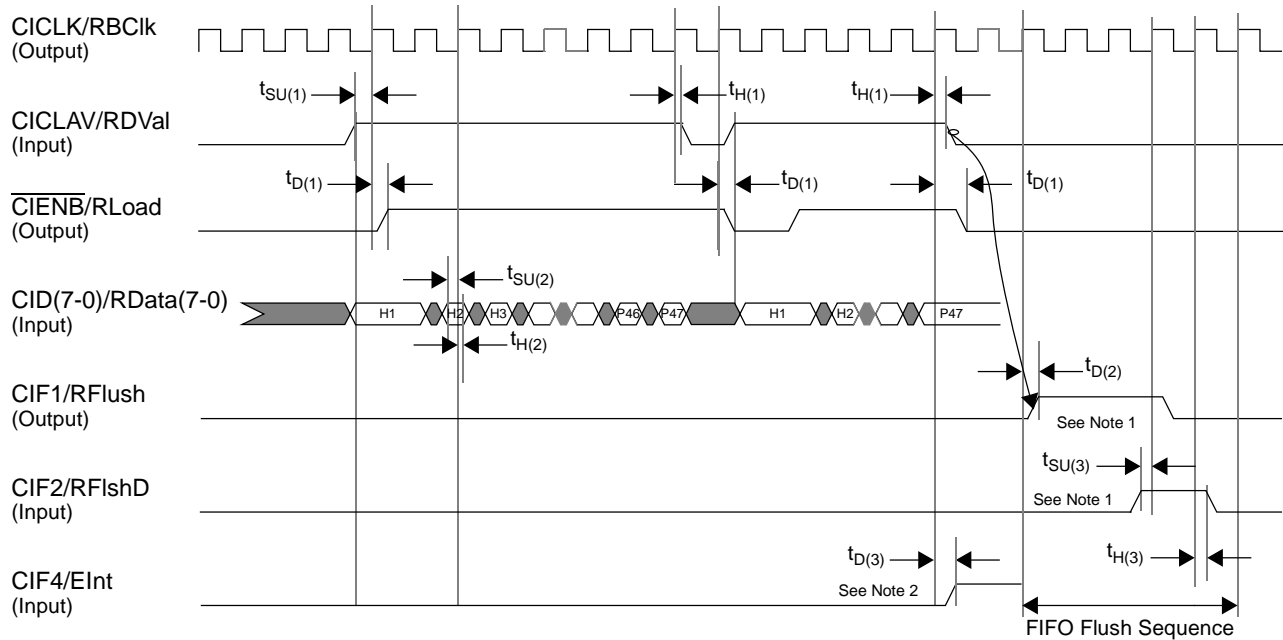 CICLK/RBClk
(Output)
tSU(1)
tH(1)
tH(1)
CICLAV/RDVal
(Input)
tD(1)
tD(1)
tD(1)
CIENB/RLoad
(Output)
tSU(2)
CID(7-0)/RData(7-0)
(Input)
H1
H2
H3
P46
P47
H1
H2
P47
tH(2)
tD(2)
CIF1/RFlush
(Output)
See Note 1
tSU(3)
CIF2/RFlshD
(Input)
See Note 1
tD(3)
tH(3)
CIF4/EInt
(Input)
See Note 2
FIFO Flush Sequence